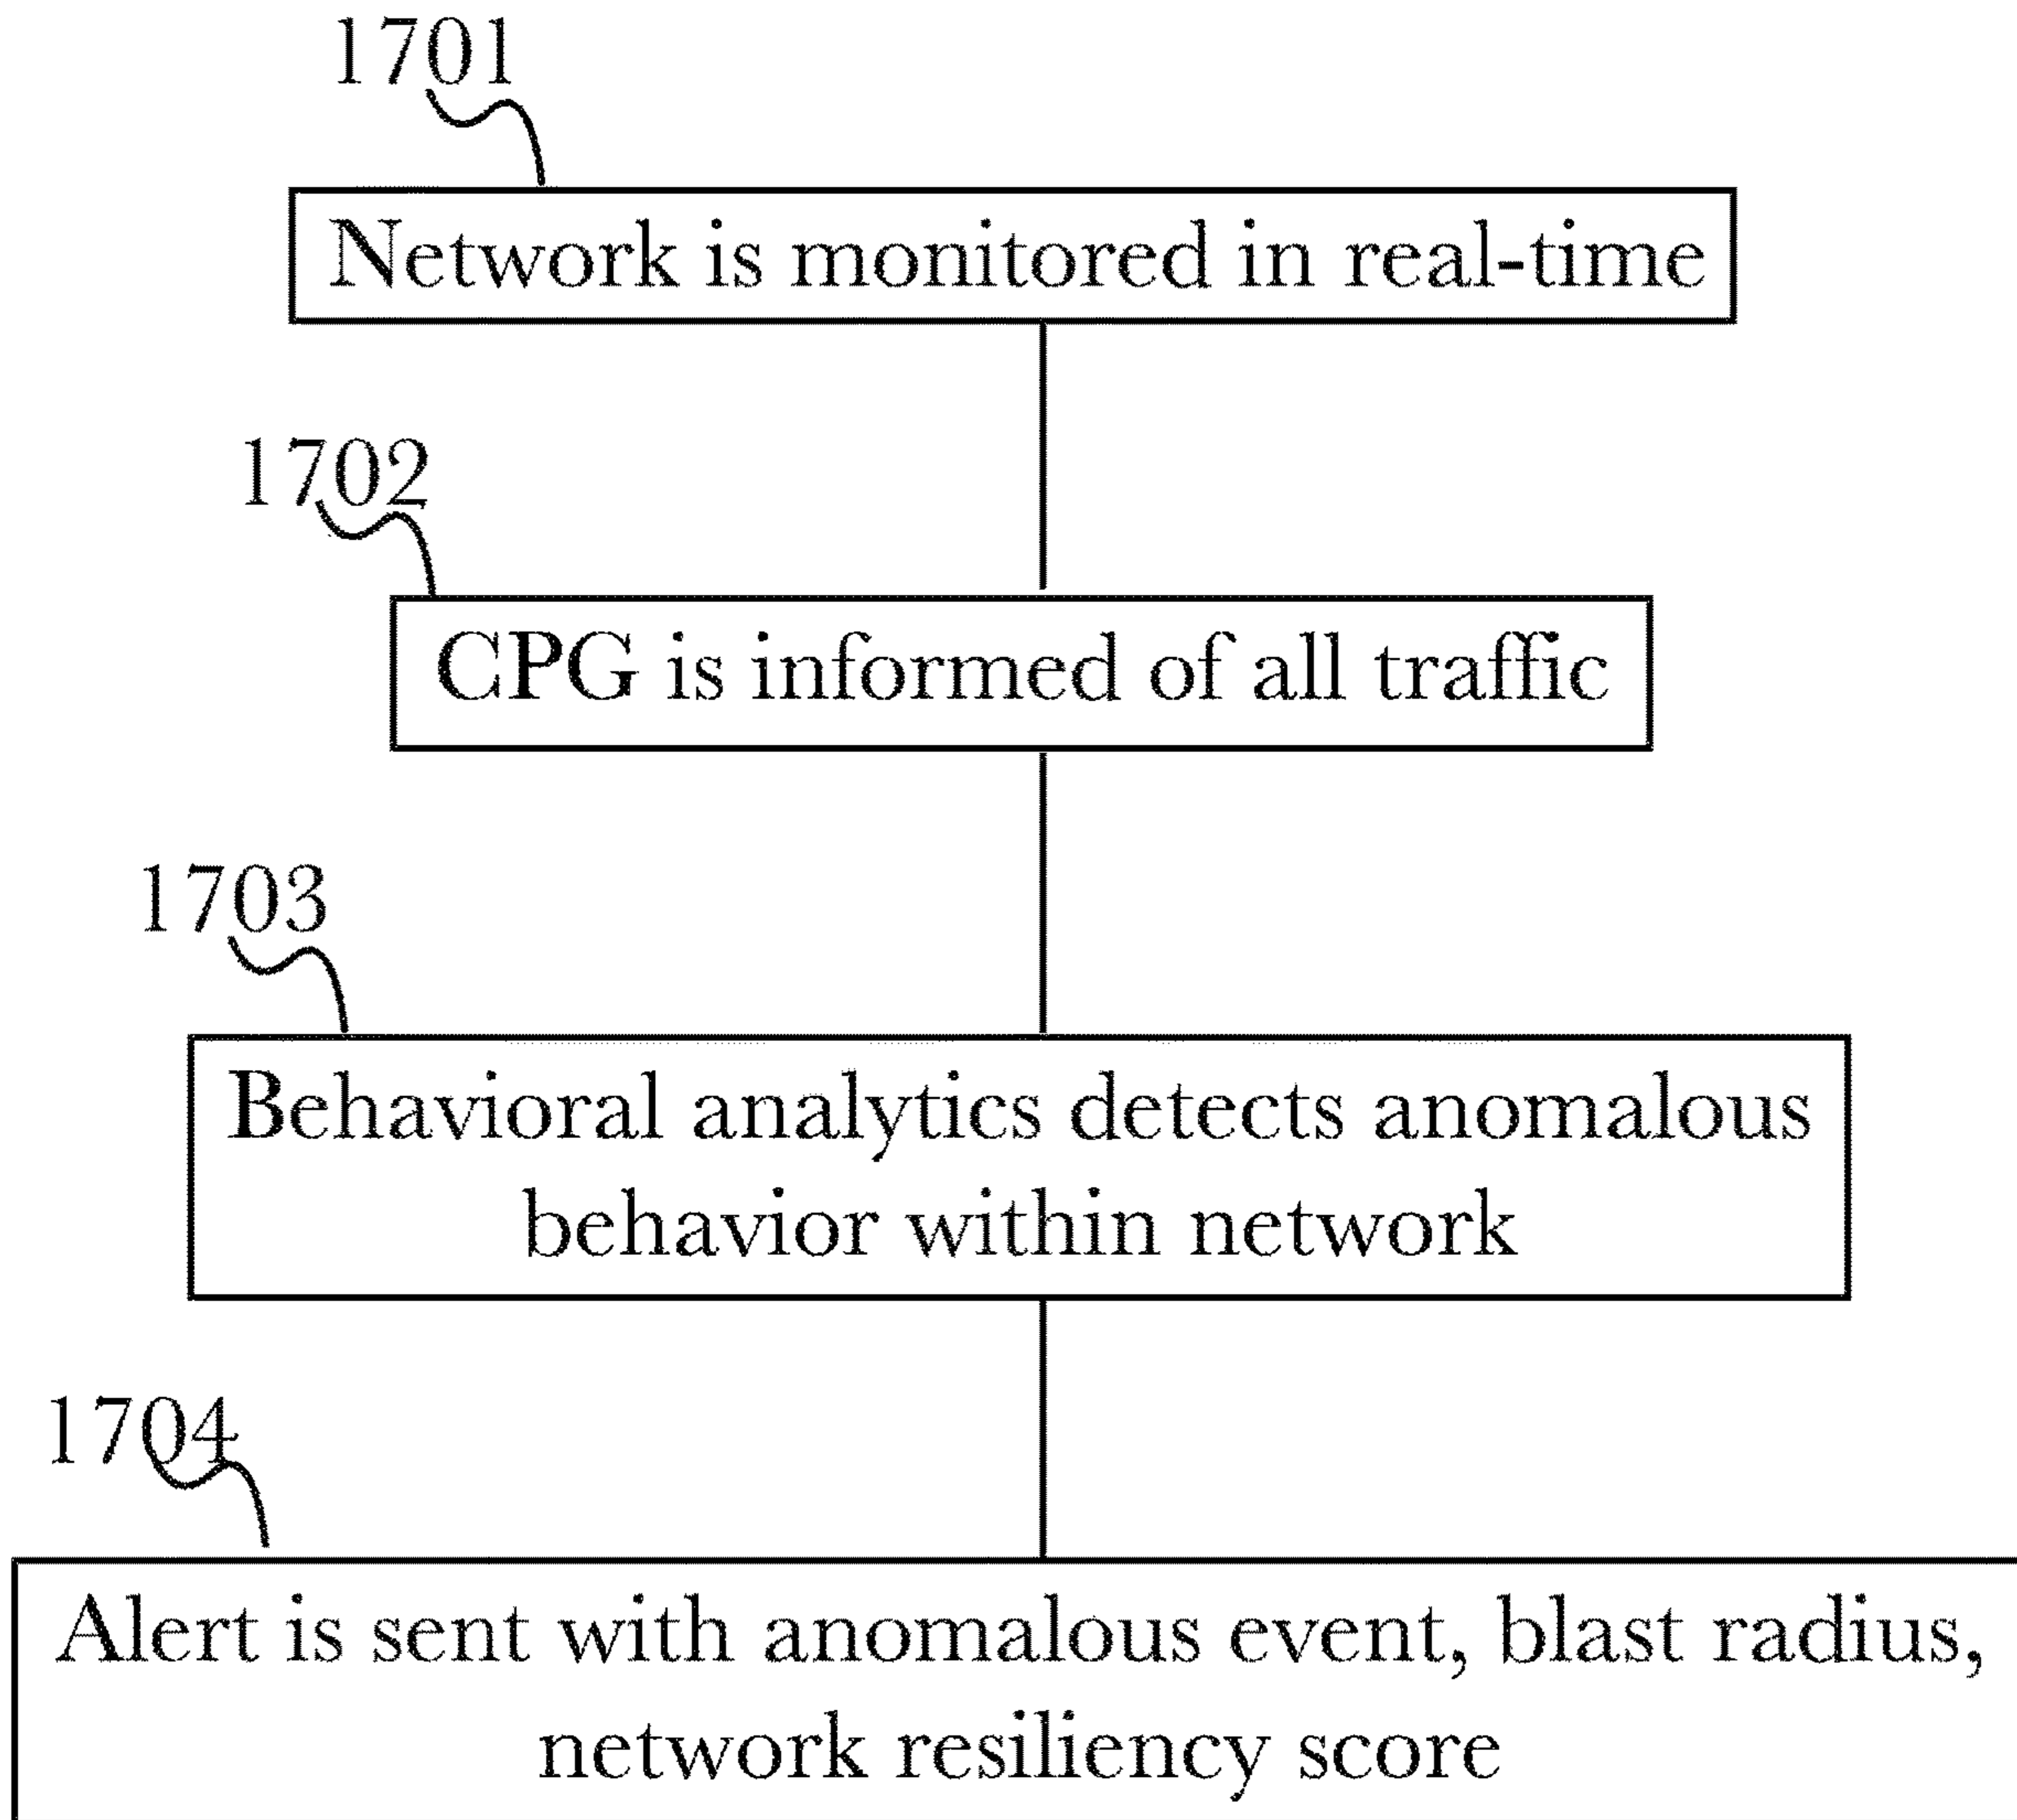 1701
Network is monitored in real-time
1702
CPG is informed of all traffic
1703
Behavioral analytics detects anomalous
behavior within network
1704
Alert is sent with anomalous event, blast radius,
network resiliency score